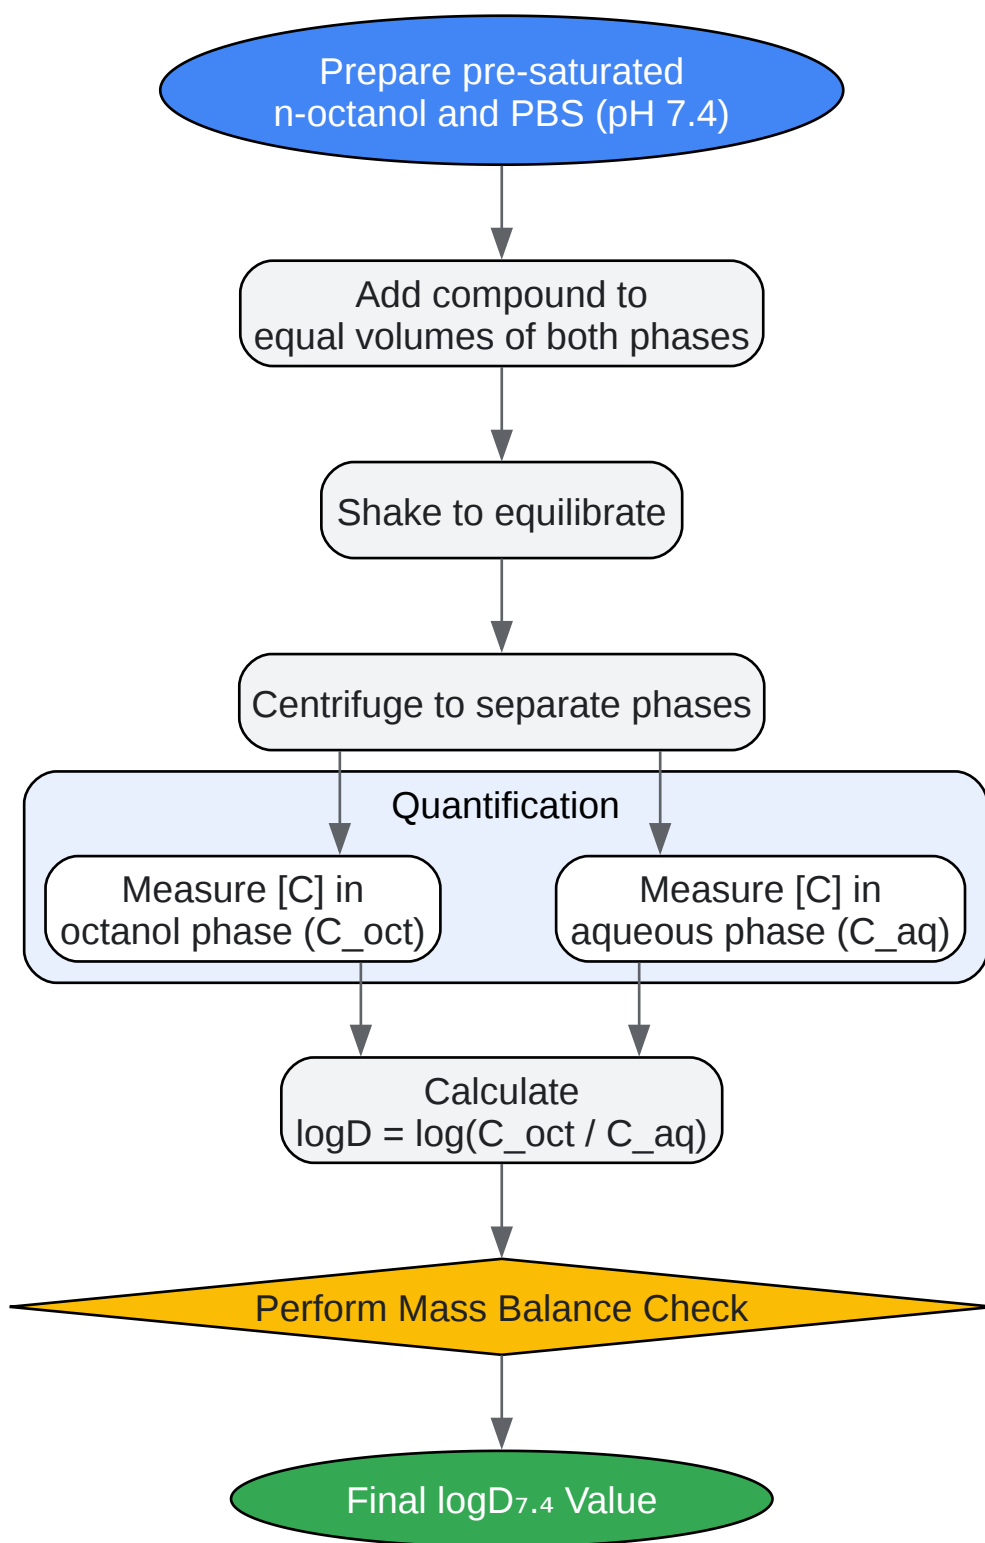 Prepare pre-saturated
n-octanol and PBS (pH 7.4)
Add compound to
equal volumes of both phases
Shake to equilibrate
Centrifuge to separate phases
Quantification
Measure [C] in
octanol phase (C_oct)
Measure [C] in
aqueous phase (C_aq)
Calculate
logD = log(C_oct / C_aq)
Perform Mass Balance Check
Final logD₇.₄ Value